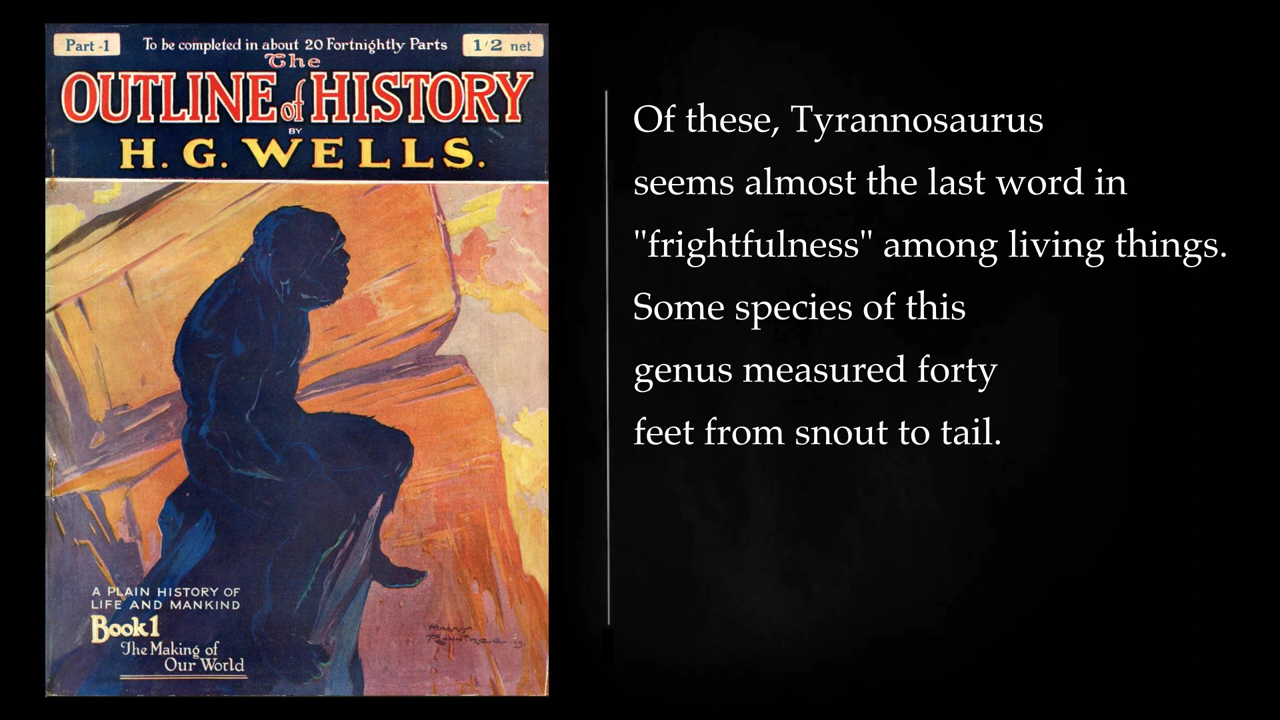 Part -1
To be completed in about 20 Fortnightly Parts
1/2 net
The
OUTLINE of HISTORY
BY
H. G. WELLS.
A PLAIN HISTORY OF
LIFE AND MANKIND
Book 1
The Making of
Our World
Of these, Tyrannosaurus
seems almost the last word in
"frightfulness" among living things.
Some species of this
genus measured forty
feet from snout to tail.